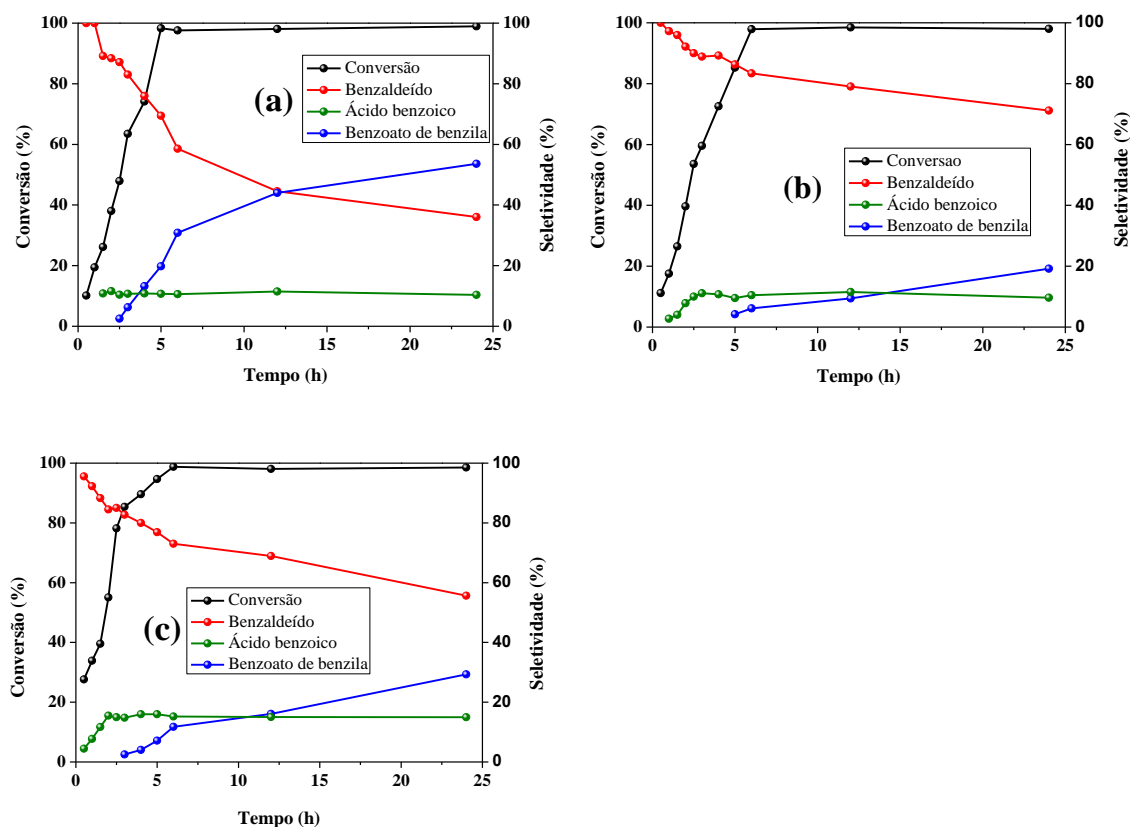 100
80
60
40
20
0
Conversão (%)
(a)
Conversão
Benzaldeído
Ácido benzoico
Benzoato de benzila
100
80
60
40
20
0
Seletividade (%)
0 5 10 15 20 25
Tempo (h)
100
80
60
40
20
0
Conversão (%)
(b)
Conversao
Benzaldeído
Ácido benzoico
Benzoato de benzila
100
80
60
40
20
0
Seletividade (%)
0 5 10 15 20 25
Tempo (h)
100
80
60
40
20
0
Conversão (%)
(c)
Conversão
Benzaldeído
Ácido benzoico
Benzoato de benzila
100
80
60
40
20
0
Seletividade (%)
0 5 10 15 20 25
Tempo (h)